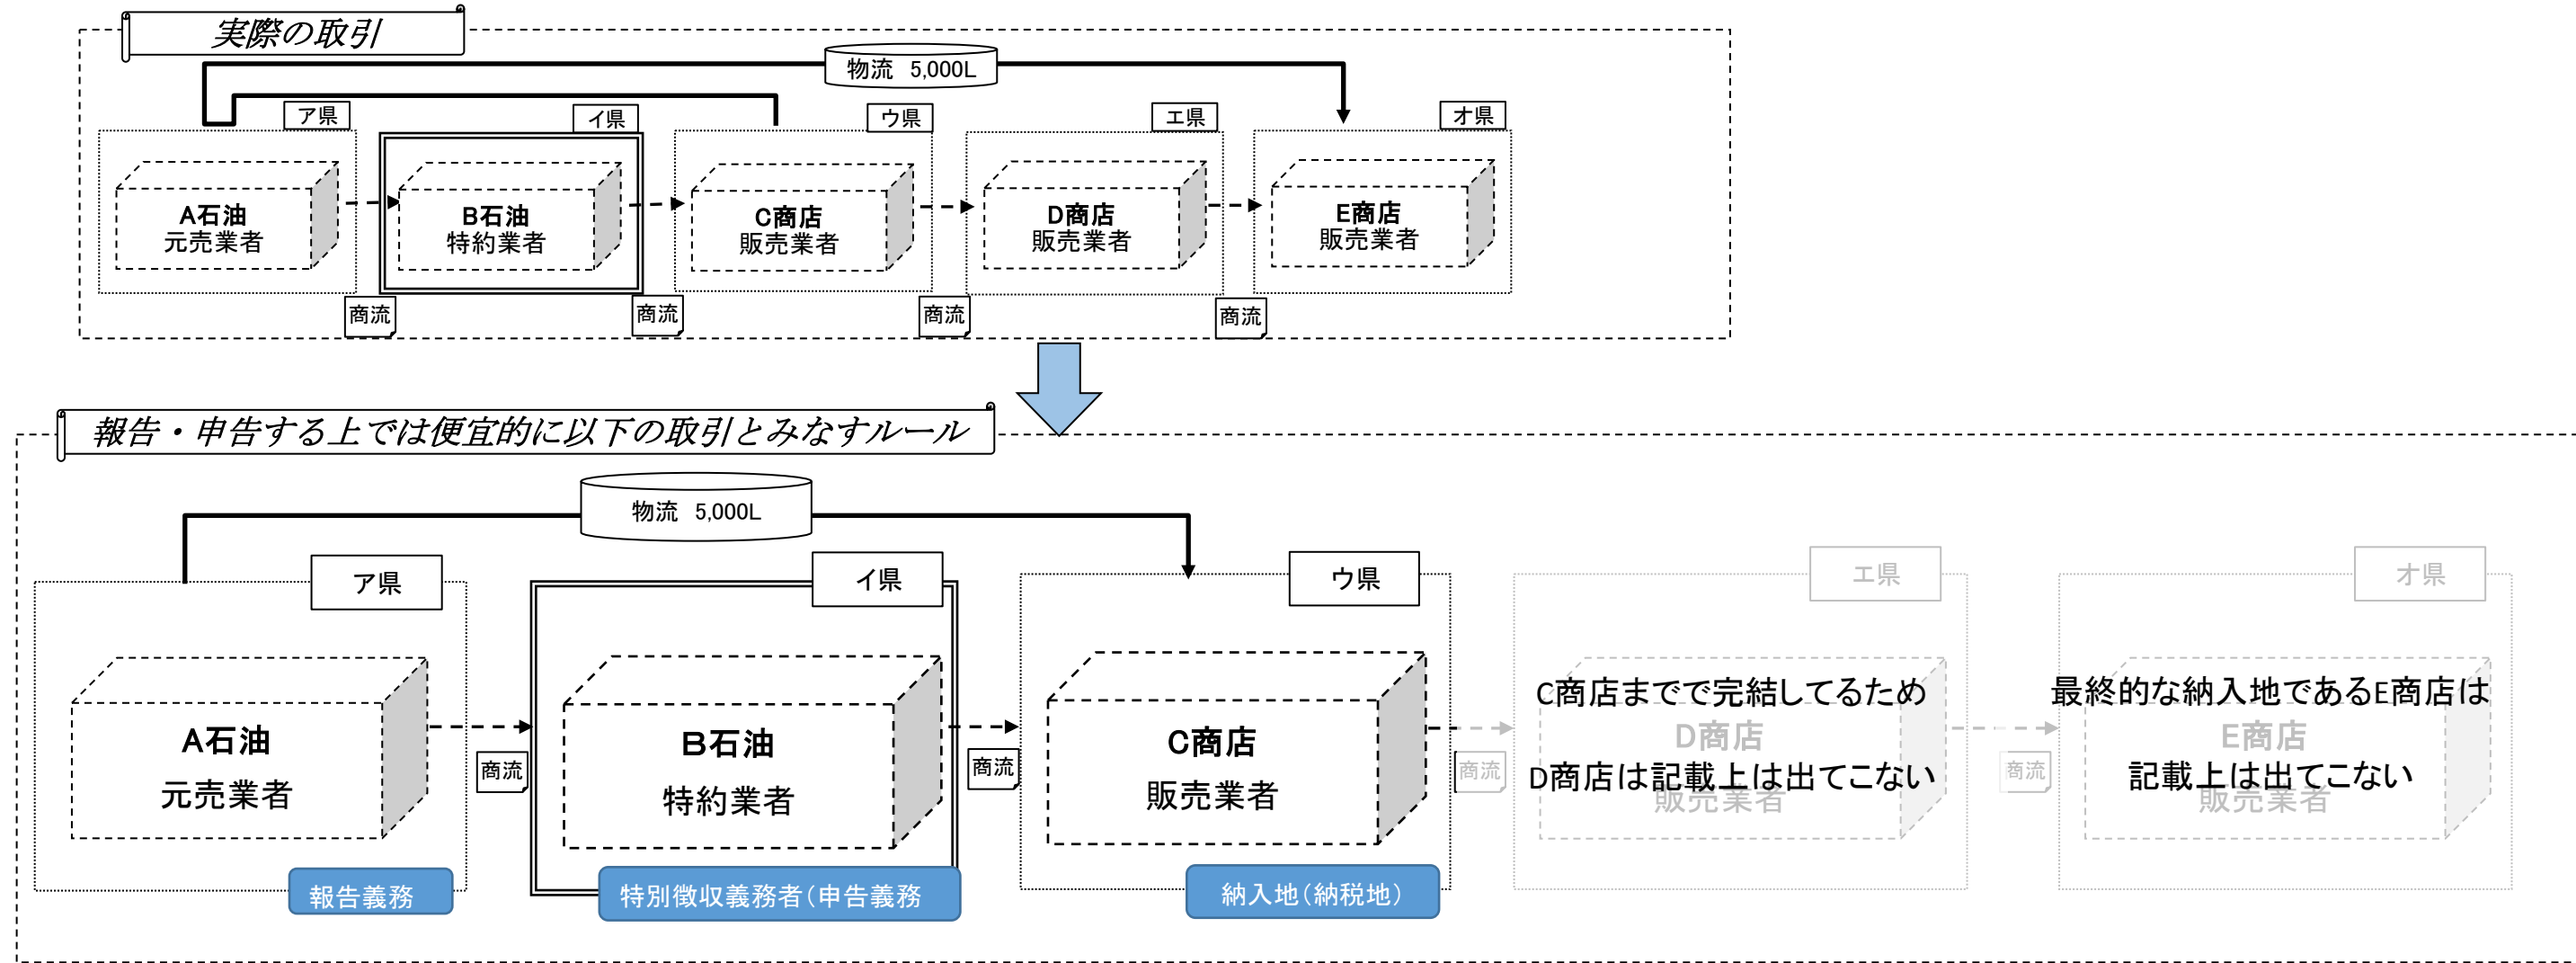 実際の取引
物流 5,000L
ア県
イ県
ウ県
エ県
オ県
A石油
元売業者
B石油
特約業者
C商店
販売業者
D商店
販売業者
E商店
販売業者
商流
商流
商流
商流
報告・申告する上では便宜的に以下の取引とみなすルール
物流 5,000L
ア県
イ県
ウ県
エ県
オ県
A石油
元売業者
商流
B石油
特約業者
商流
C商店
販売業者
商流
C商店までで完結してるため
D商店
D商店は記載上は出てこない
販売業者
商流
最終的な納入地であるE商店は
E商店
記載上は出てこない
販売業者
報告義務
特別徴収義務者(申告義務
納入地(納税地)